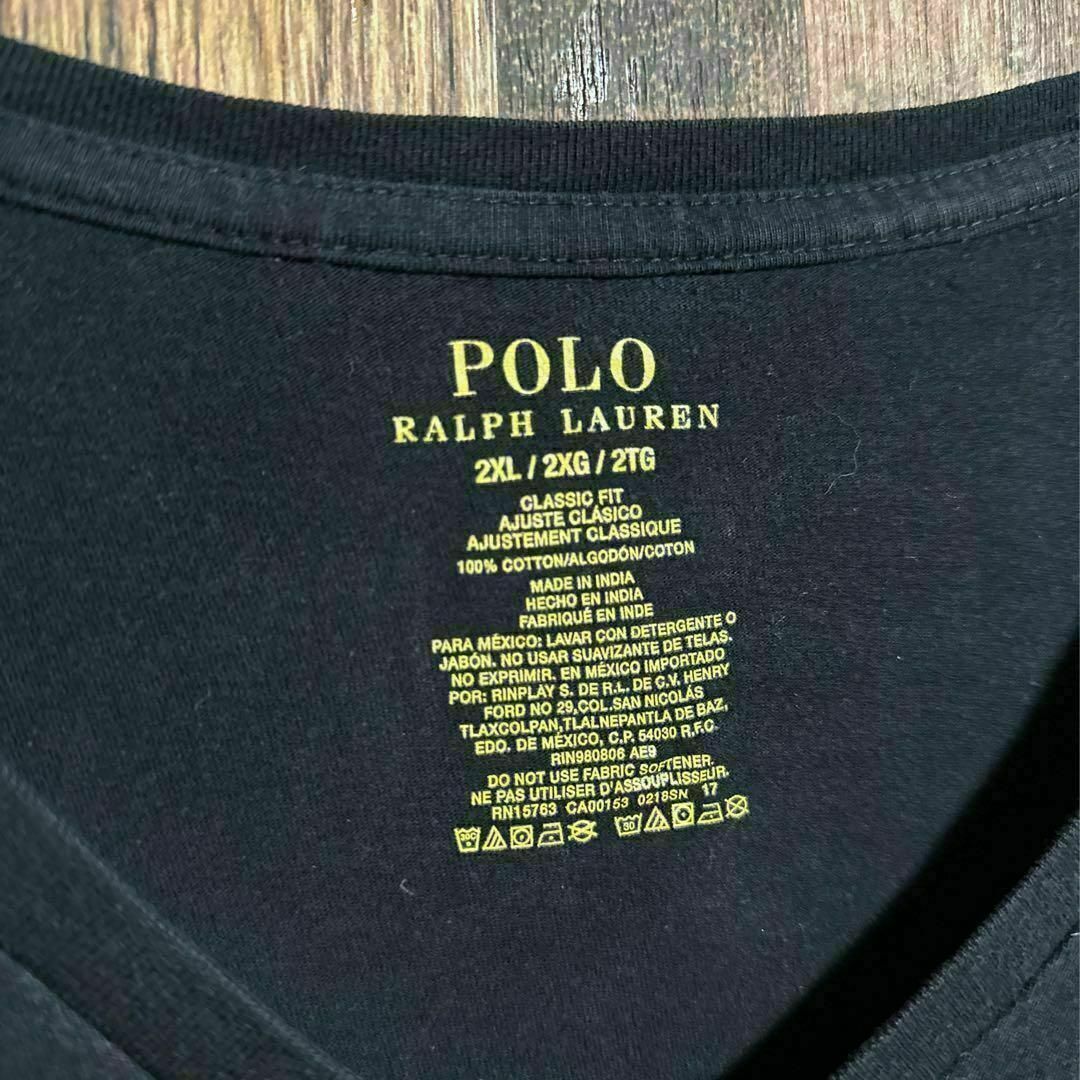 POLO
RALPH LAUREN
2XL / 2XG / 2TG
CLASSIC FIT
AJUSTE CLÁSICO
AJUSTEMENT CLASSIQUE
100% COTTON/ALGODÓN/COTON
MADE IN INDIA
HECHO EN INDIA
FABRIQUÉ EN INDE
PARA MÉXICO: LAVAR CON DETERGENTE O
JABÓN. NO USAR SUAVIZANTE DE TELAS.
NO EXPRIMIR. EN MÉXICO IMPORTADO
POR: RINPLAY S. DE R.L. DE C.V. HENRY
FORD NO 29,COL.SAN NICOLÁS
TLAXCOLPAN,TLALNEPANTLA DE BAZ,
EDO. DE MÉXICO, C.P. 54030 R.F.C.
RIN980806 AE9
DO NOT USE FABRIC SOFTENER.
NE PAS UTILISER D'ASSOUPLISSEUR.
RN15763 CA00153 0218SN 17
30C 30